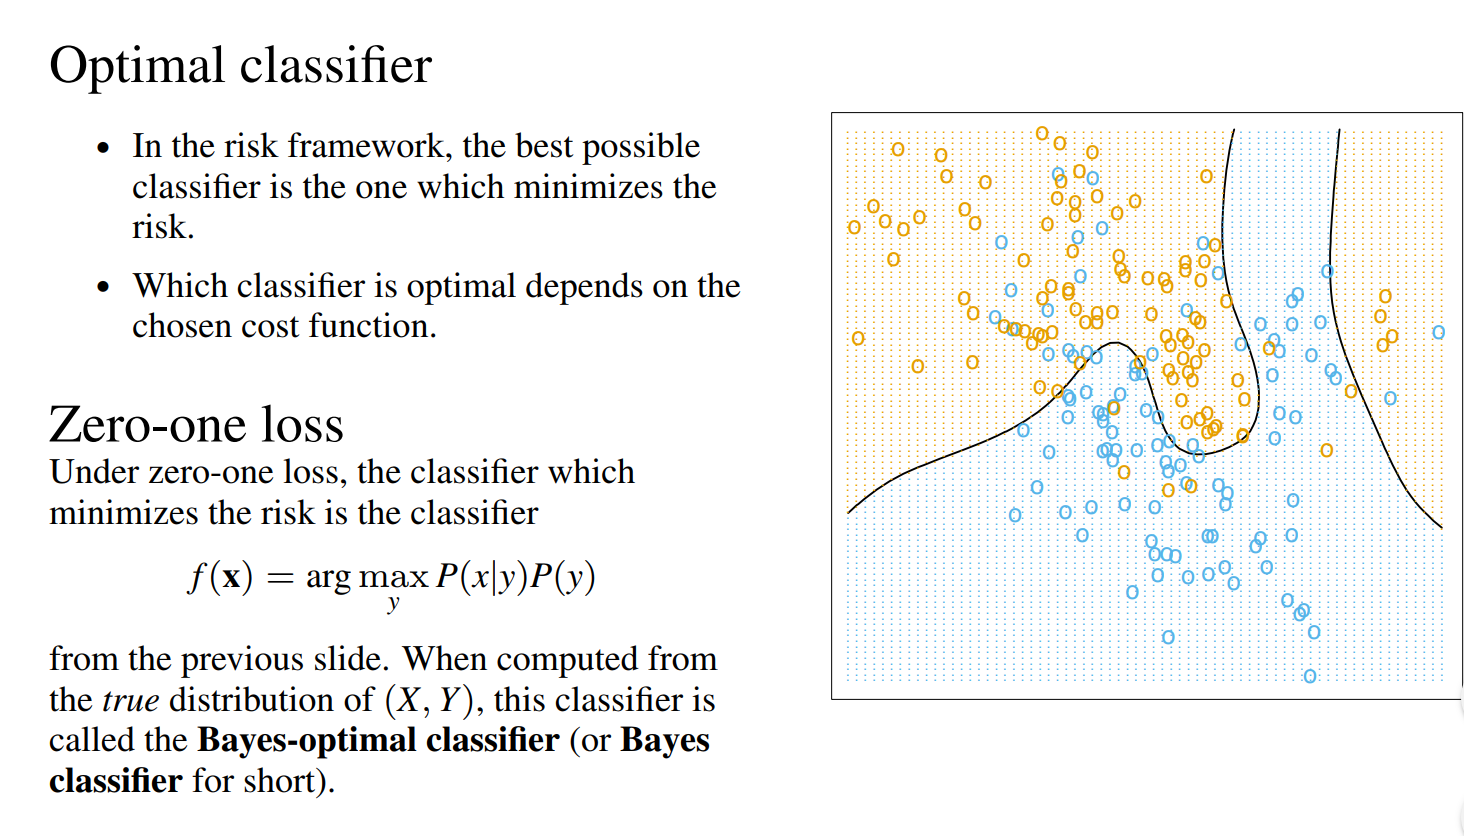 Optimal classifier
• In the risk framework, the best possible
classifier is the one which minimizes the
risk.
• Which classifier is optimal depends on the
chosen cost function.
Zero-one loss
Under zero-one loss, the classifier which
minimizes the risk is the classifier
f(x) = arg max P(x|y)P(y)
y
from the previous slide. When computed from
the true distribution of (X, Y), this classifier is
called the Bayes-optimal classifier (or Bayes
classifier for short).